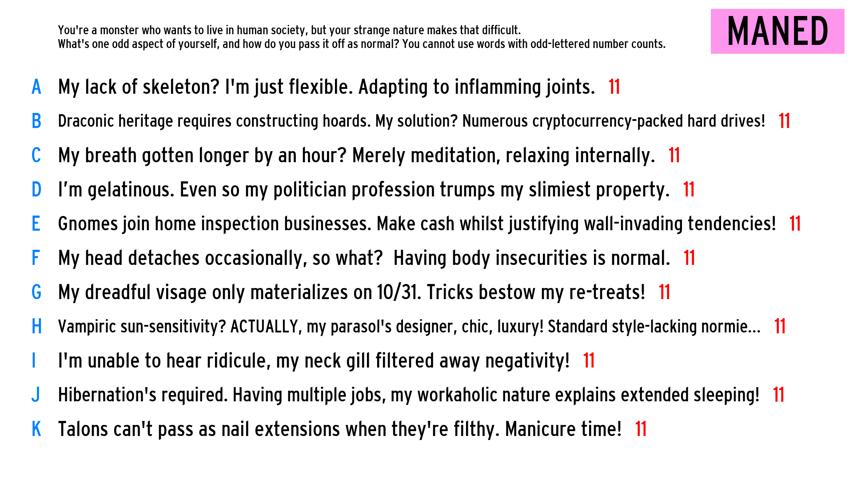 You're a monster who wants to live in human society, but your strange nature makes that difficult.
What's one odd aspect of yourself, and how do you pass it off as normal? You cannot use words with odd-lettered number counts.
MANED
A My lack of skeleton? I'm just flexible. Adapting to inflamming joints. 11
B Draconic heritage requires constructing hoards. My solution? Numerous cryptocurrency-packed hard drives! 11
C My breath gotten longer by an hour? Merely meditation, relaxing internally. 11
D I'm gelatinous. Even so my politician profession trumps my slimiest property. 11
E Gnomes join home inspection businesses. Make cash whilst justifying wall-invading tendencies! 11
F My head detaches occasionally, so what? Having body insecurities is normal. 11
G My dreadful visage only materializes on 10/31. Tricks bestow my re-treats! 11
H Vampiric sun-sensitivity? ACTUALLY, my parasol's designer, chic, luxury! Standard style-lacking normie... 11
I I'm unable to hear ridicule, my neck gill filtered away negativity! 11
J Hibernation's required. Having multiple jobs, my workaholic nature explains extended sleeping! 11
K Talons can't pass as nail extensions when they're filthy. Manicure time! 11